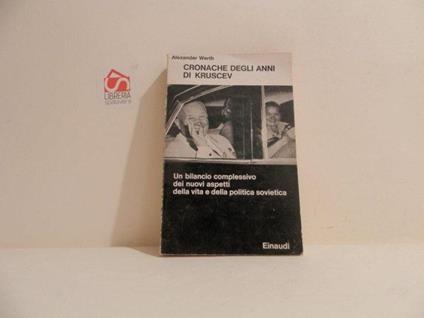 Alexander Werth
CRONACHE DEGLI ANNI
DI KRUSCEV
LIBRERIA
Un bilancio complessivo
dei nuovi aspetti
della vita e della politica sovietica
Einaudi